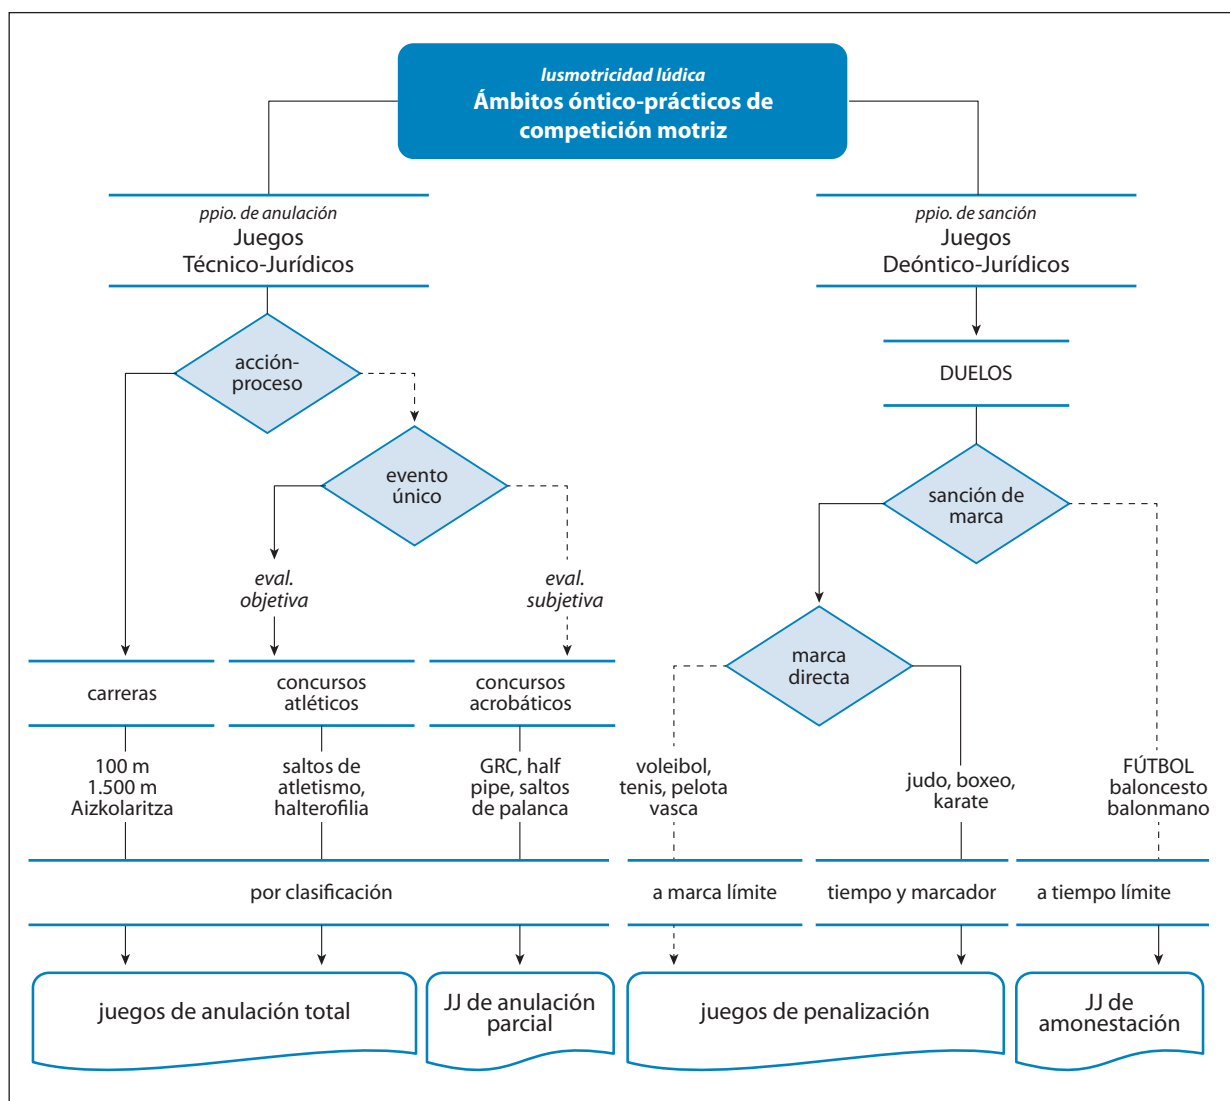 lusmotricidad lúdica
Ámbitos óntico-prácticos de
competición motriz
ppio. de anulación
Juegos
Técnico-Jurídicos
ppio. de sanción
Juegos
Deóntico-Jurídicos
acción-
proceso
DUELOS
evento
único
sanción de
marca
eval.
objetiva
eval.
subjetiva
marca
directa
carreras
concursos
atléticos
concursos
acrobáticos
100 m
1.500 m
Aizkolaritza
saltos de
atletismo,
halterofilia
GRC, half
pipe, saltos
de palanca
voleibol,
tenis, pelota
vasca
judo, boxeo,
karate
FÚTBOL
baloncesto
balonmano
por clasificación
a marca límite
tiempo y marcador
a tiempo límite
juegos de anulación total
JJ de anulación
parcial
juegos de penalización
JJ de
amonestación